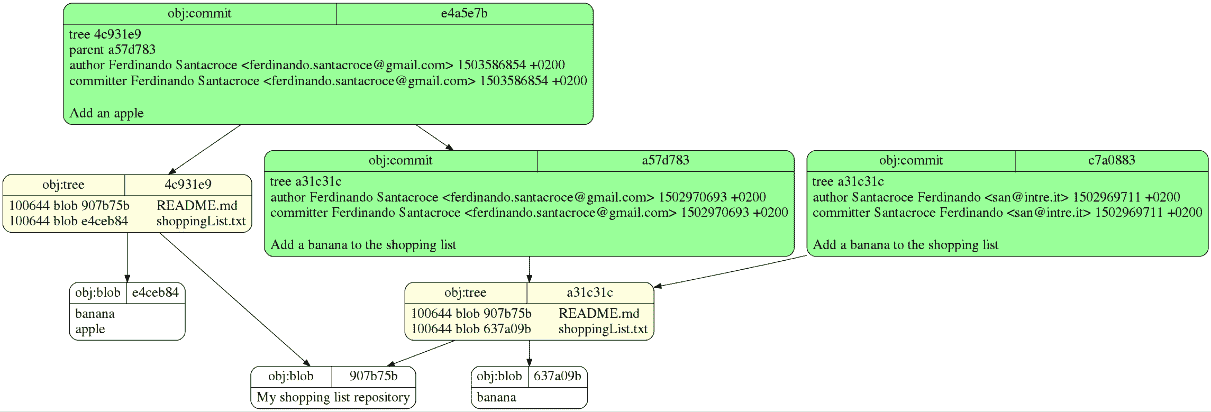 obj:commit e4a5e7b
tree 4c931e9
parent a57d783
author Ferdinando Santacroce <ferdinando.santacroce@gmail.com> 1503586854 +0200
committer Ferdinando Santacroce <ferdinando.santacroce@gmail.com> 1503586854 +0200
Add an apple
obj:commit a57d783
tree a31c31c
author Ferdinando Santacroce <ferdinando.santacroce@gmail.com> 1502970693 +0200
committer Ferdinando Santacroce <ferdinando.santacroce@gmail.com> 1502970693 +0200
Add a banana to the shopping list
obj:commit c7a0883
tree a31c31c
author Santacroce Ferdinando <san@intre.it> 1502969711 +0200
committer Santacroce Ferdinando <san@intre.it> 1502969711 +0200
Add a banana to the shopping list
obj:tree 4c931e9
100644 blob 907b75b README.md
100644 blob e4ceb84 shoppingList.txt
obj:blob e4ceb84
banana
apple
obj:tree a31c31c
100644 blob 907b75b README.md
100644 blob 637a09b shoppingList.txt
obj:blob 907b75b
My shopping list repository
obj:blob 637a09b
banana